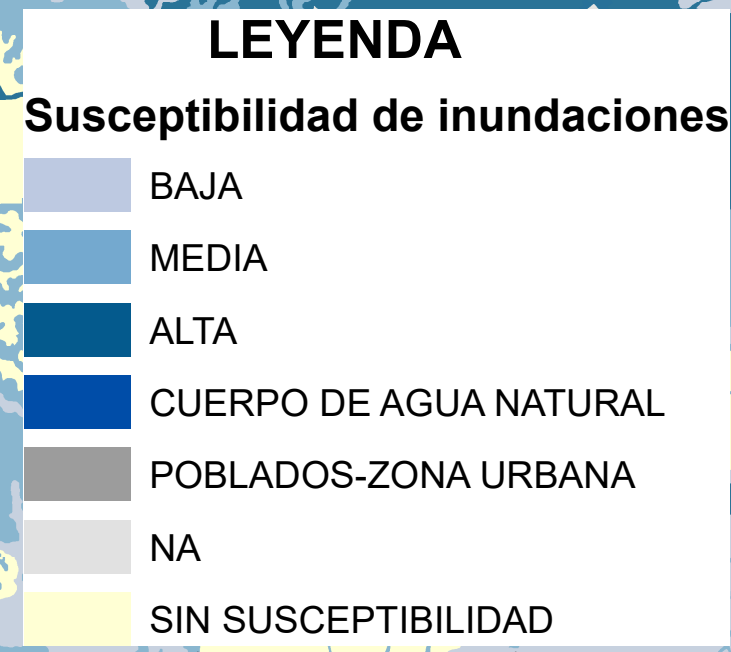 LEYENDA
Susceptibilidad de inundaciones
BAJA
MEDIA
ALTA
CUERPO DE AGUA NATURAL
POBLADOS-ZONA URBANA
NA
SIN SUSCEPTIBILIDAD